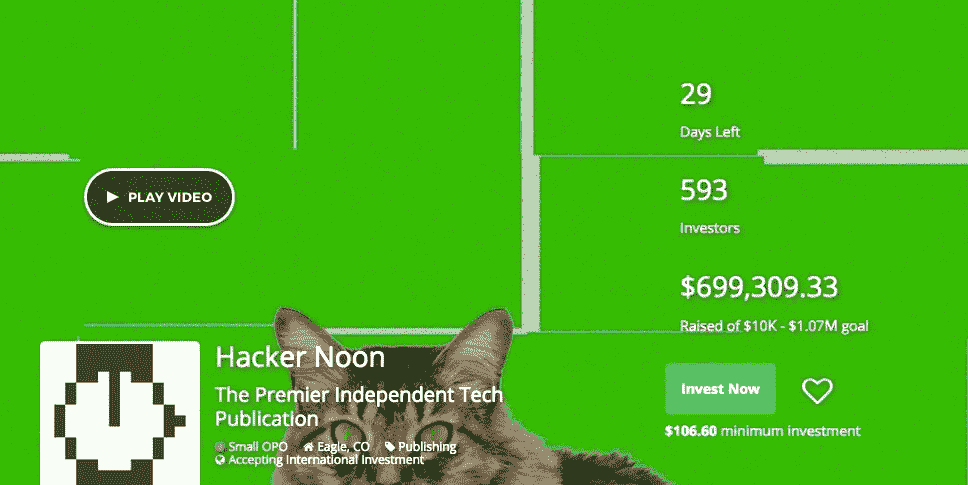 29
Days Left
PLAY VIDEO
593
Investors
$699,309.33
Raised of $10K - $1.07M goal
Hacker Noon
The Premier Independent Tech
Publication
Small OPO Eagle, CO Publishing
Accepting International Investment
Invest Now
$106.60 minimum investment